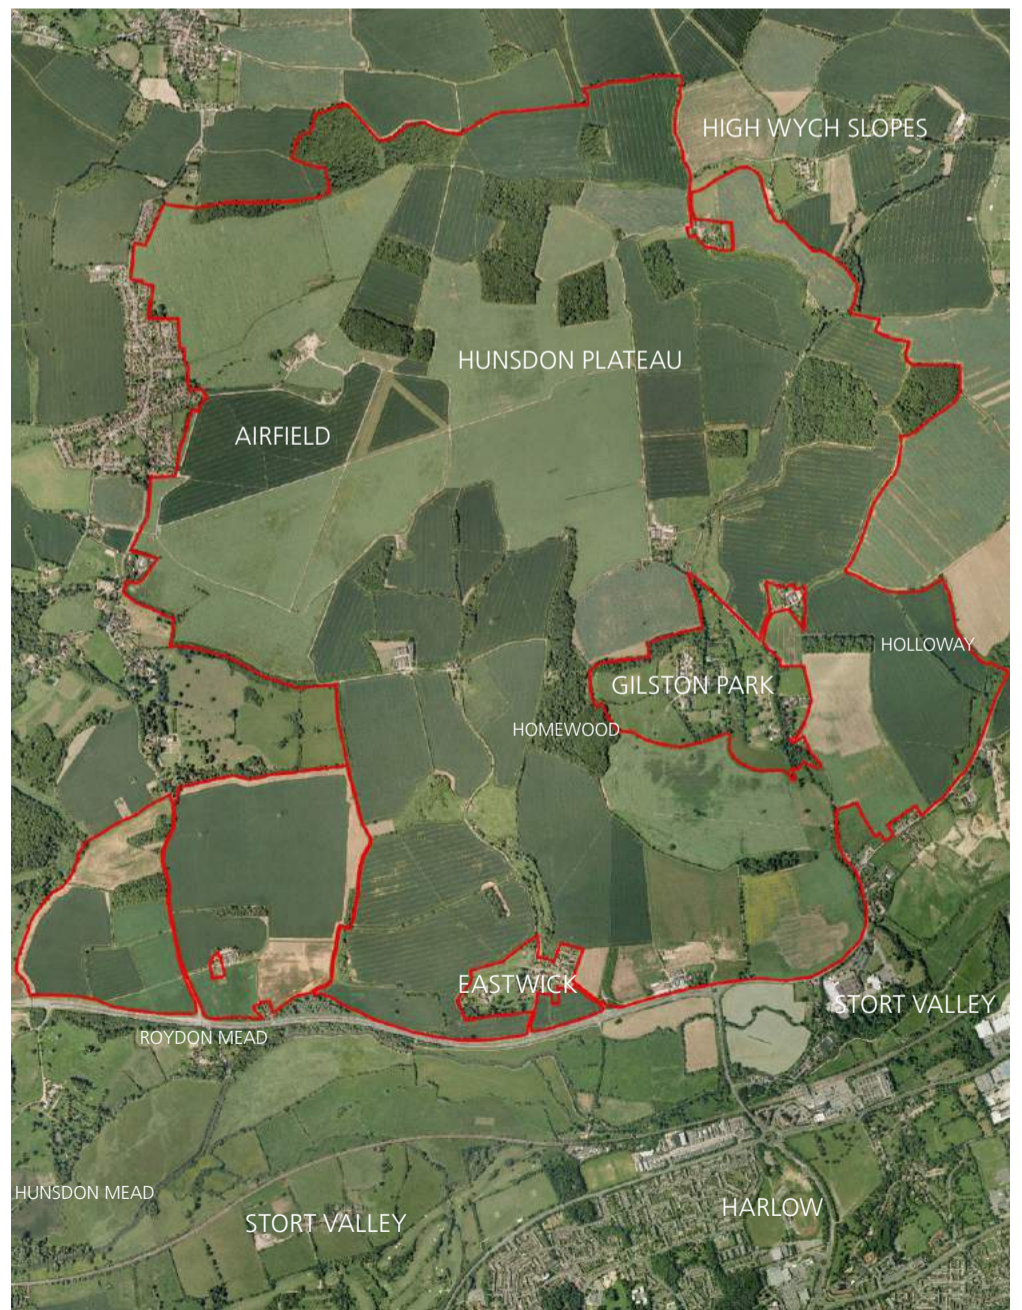 HIGH WYCH SLOPES
HUNSDON PLATEAU
AIRFIELD
HOLLOWAY
GILSTON PARK
HOMEWOOD
EASTWICK
STORT VALLEY
ROYDON MEAD
HUNSDON MEAD
HARLOW
STORT VALLEY